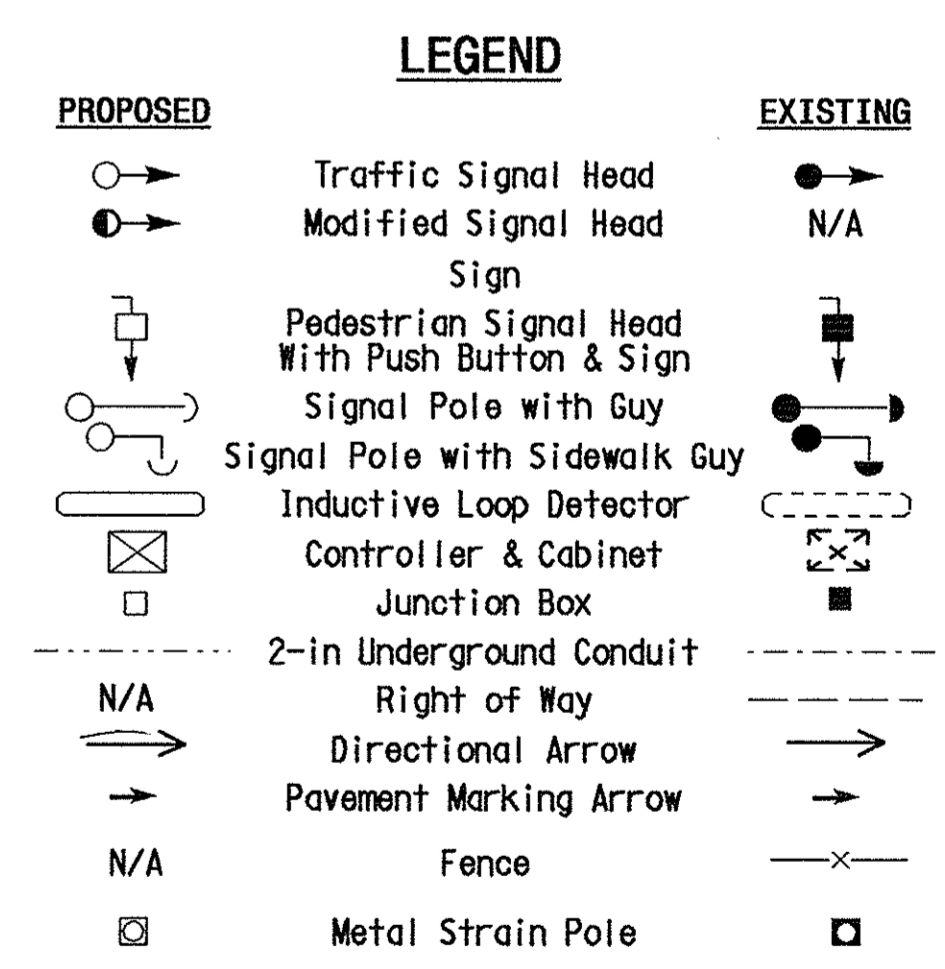 LEGEND
PROPOSED EXISTING
Traffic Signal Head
Modified Signal Head N/A
Sign
Pedestrian Signal Head
With Push Button & Sign
Signal Pole with Guy
Signal Pole with Sidewalk Guy
Inductive Loop Detector
Controller & Cabinet
Junction Box
2-in Underground Conduit
N/A Right of Way
Directional Arrow
Pavement Marking Arrow
N/A Fence
Metal Strain Pole